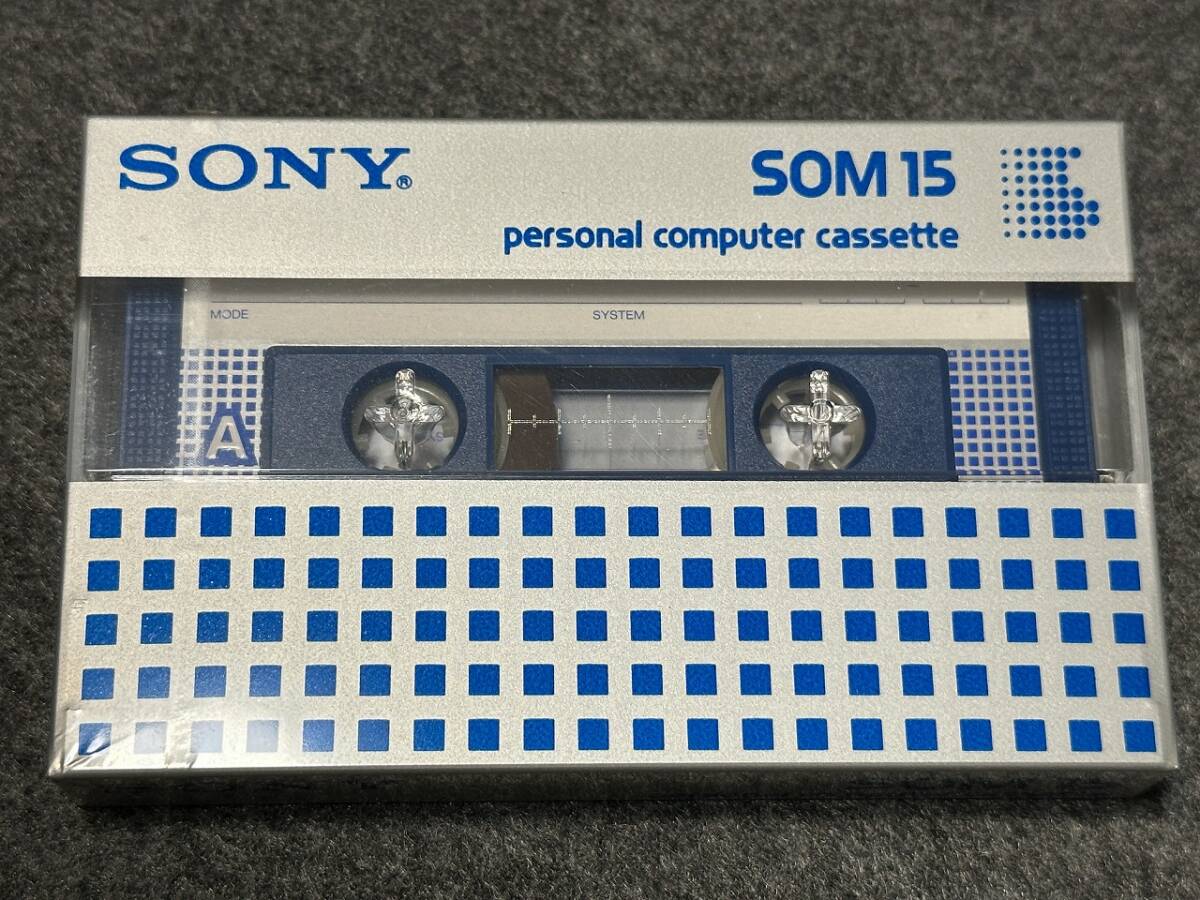 SONY®
SOM 15
personal computer cassette
MODE SYSTEM
A